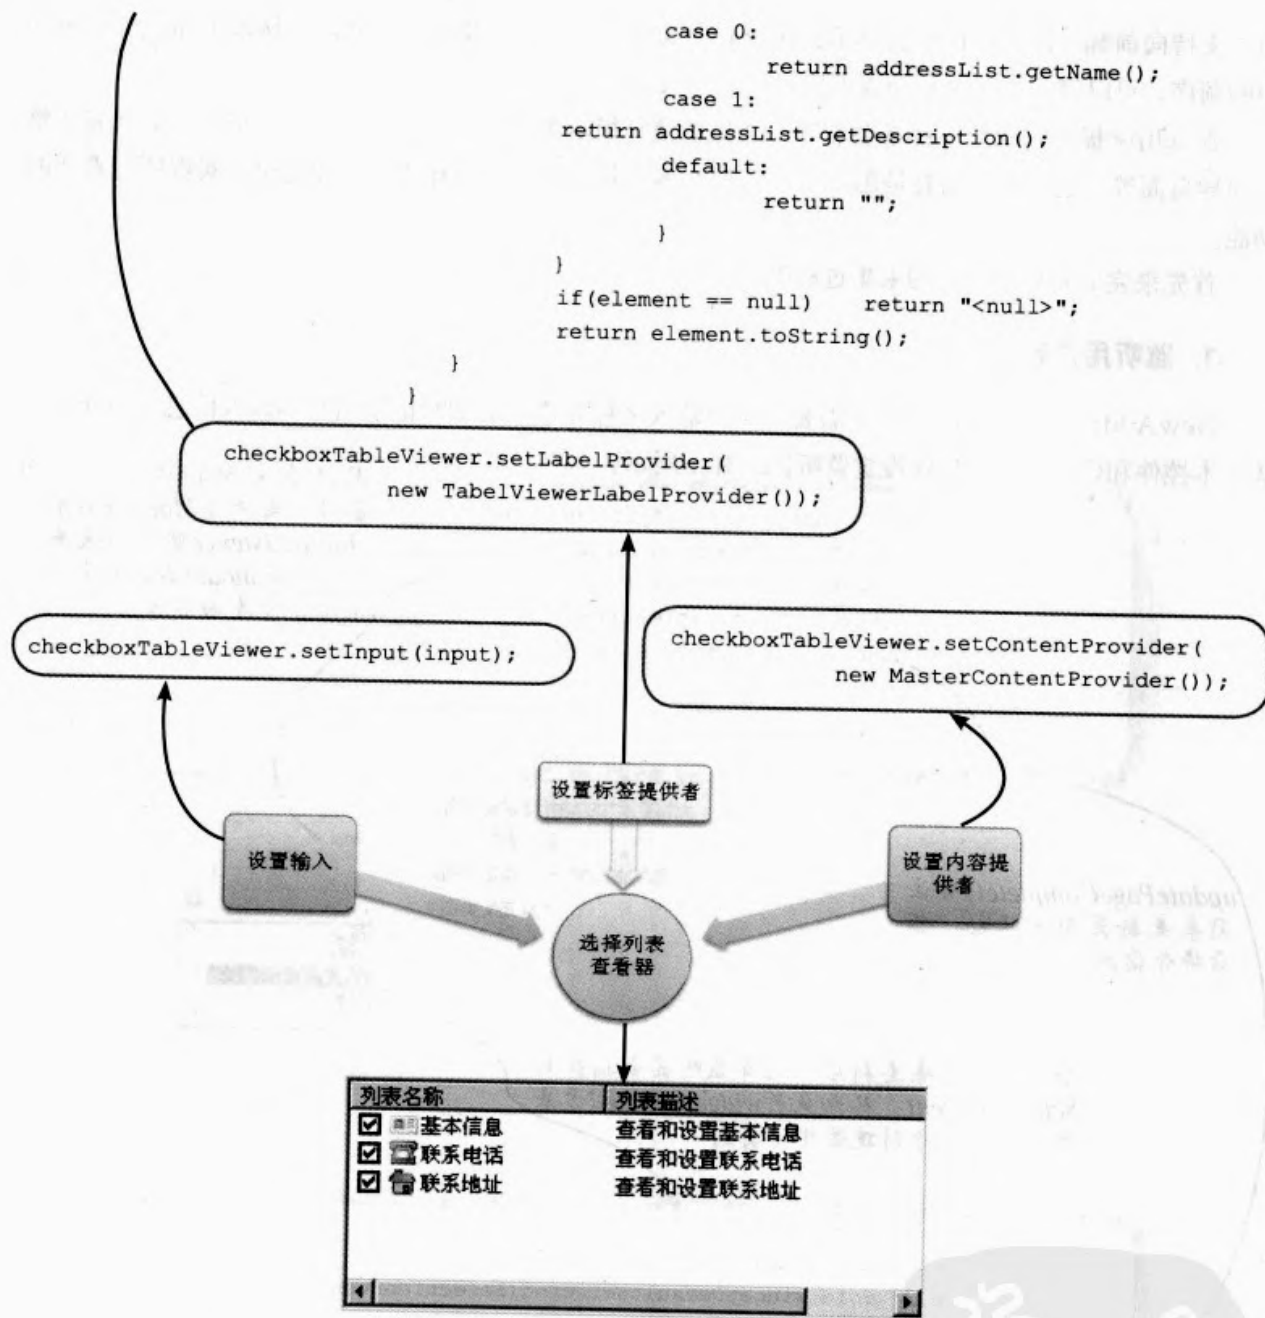 case 0:
return addressList.getName();
case 1:
return addressList.getDescription();
default:
return "";
}
}
if(element == null) return "<null>";
return element.toString();
}
}
checkboxTableViewer.setLabelProvider(
new TabelViewerLabelProvider());
checkboxTableViewer.setInput(input);
checkboxTableViewer.setContentProvider(
new MasterContentProvider());
设置标签提供者
设置输入
设置内容提
供者
选择列表
查看器
列表名称 列表描述
基本信息 查看和设置基本信息
联系电话 查看和设置联系电话
联系地址 查看和设置联系地址